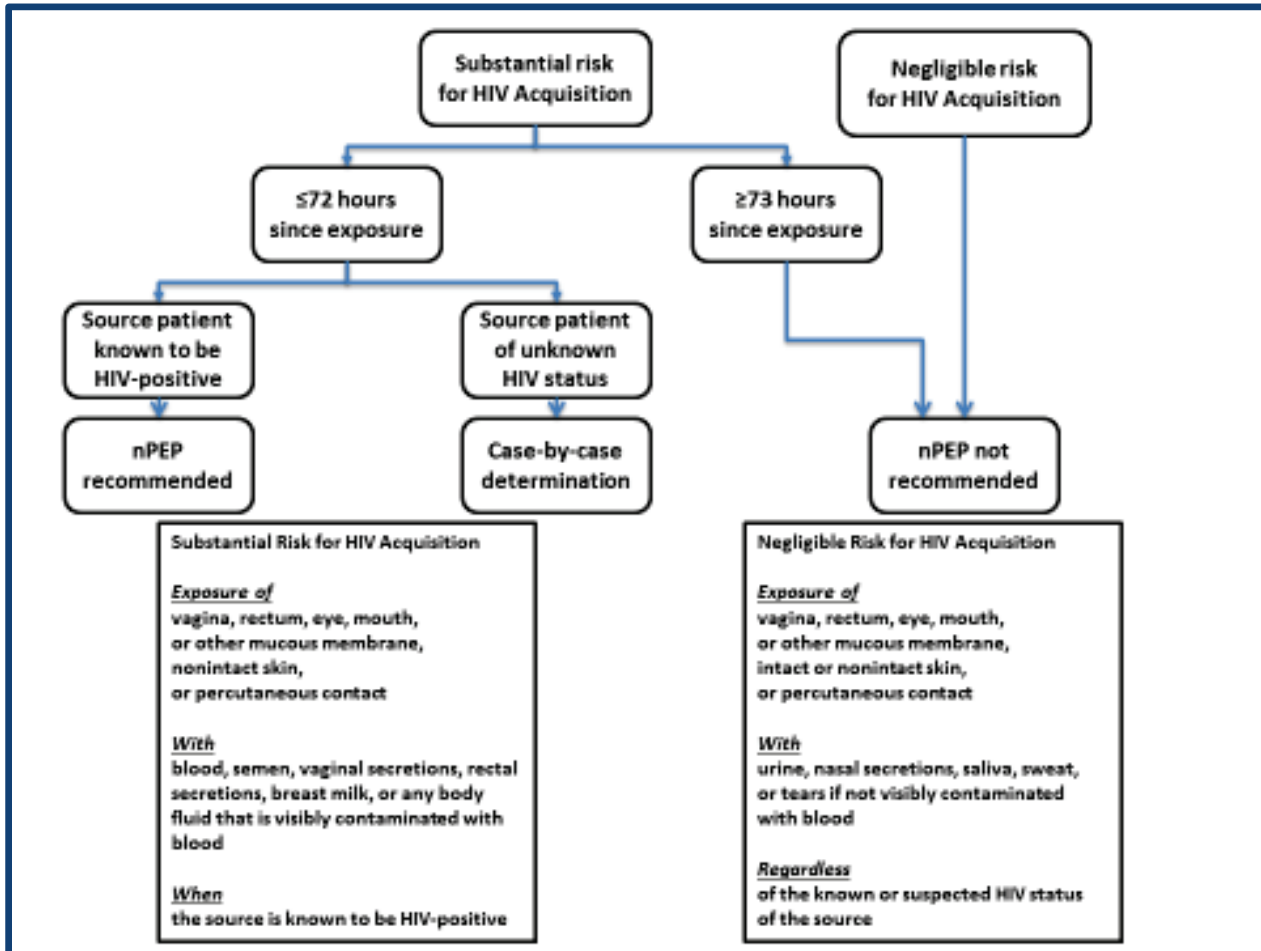 Substantial risk
for HIV Acquisition
Negligible risk
for HIV Acquisition
≤72 hours
since exposure
≥73 hours
since exposure
Source patient
known to be
HIV-positive
Source patient
of unknown
HIV status
nPEP
recommended
Case-by-case
determination
nPEP not
recommended
Substantial Risk for HIV Acquisition
Exposure of
vagina, rectum, eye, mouth,
or other mucous membrane,
nonintact skin,
or percutaneous contact
With
blood, semen, vaginal secretions, rectal
secretions, breast milk, or any body
fluid that is visibly contaminated with
blood
When
the source is known to be HIV-positive
Negligible Risk for HIV Acquisition
Exposure of
vagina, rectum, eye, mouth,
or other mucous membrane,
intact or nonintact skin,
or percutaneous contact
With
urine, nasal secretions, saliva, sweat,
or tears if not visibly contaminated
with blood
Regardless
of the known or suspected HIV status
of the source